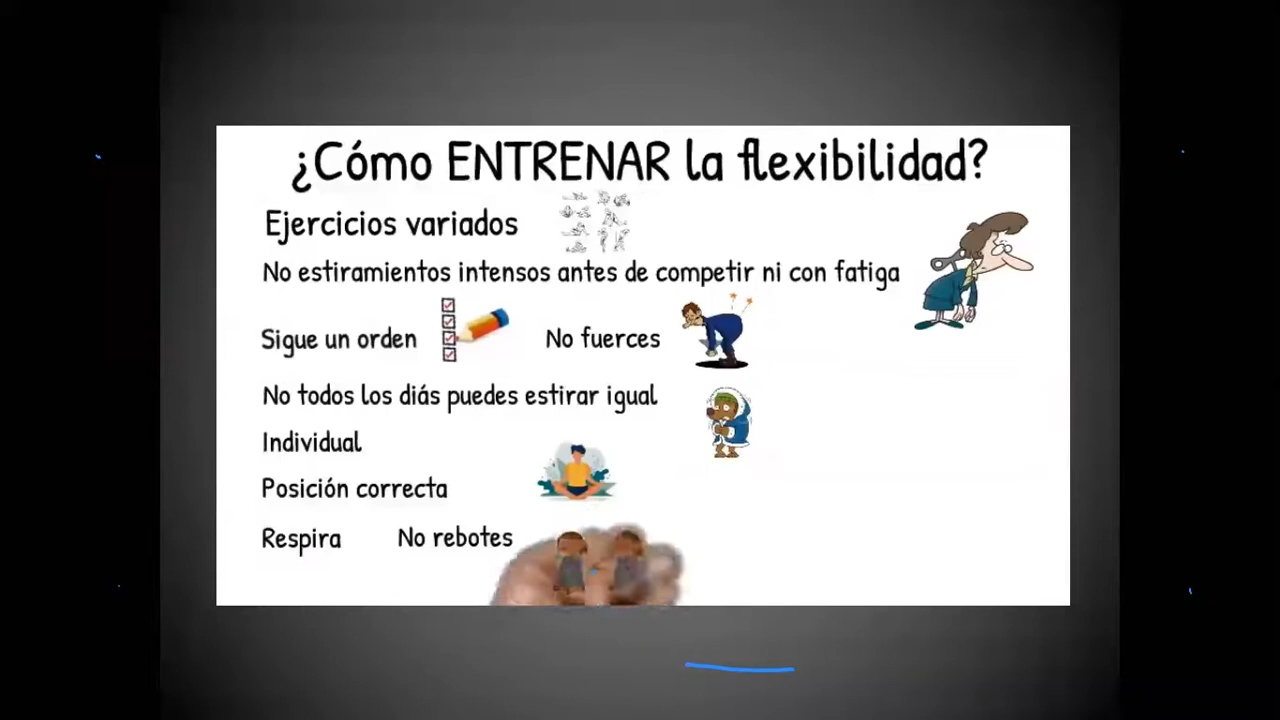 ¿Cómo ENTRENAR la flexibilidad?
Ejercicios variados
No estiramientos intensos antes de competir ni con fatiga
Sigue un orden No fuerces
No todos los diás puedes estirar igual
Individual
Posición correcta
Respira No rebotes